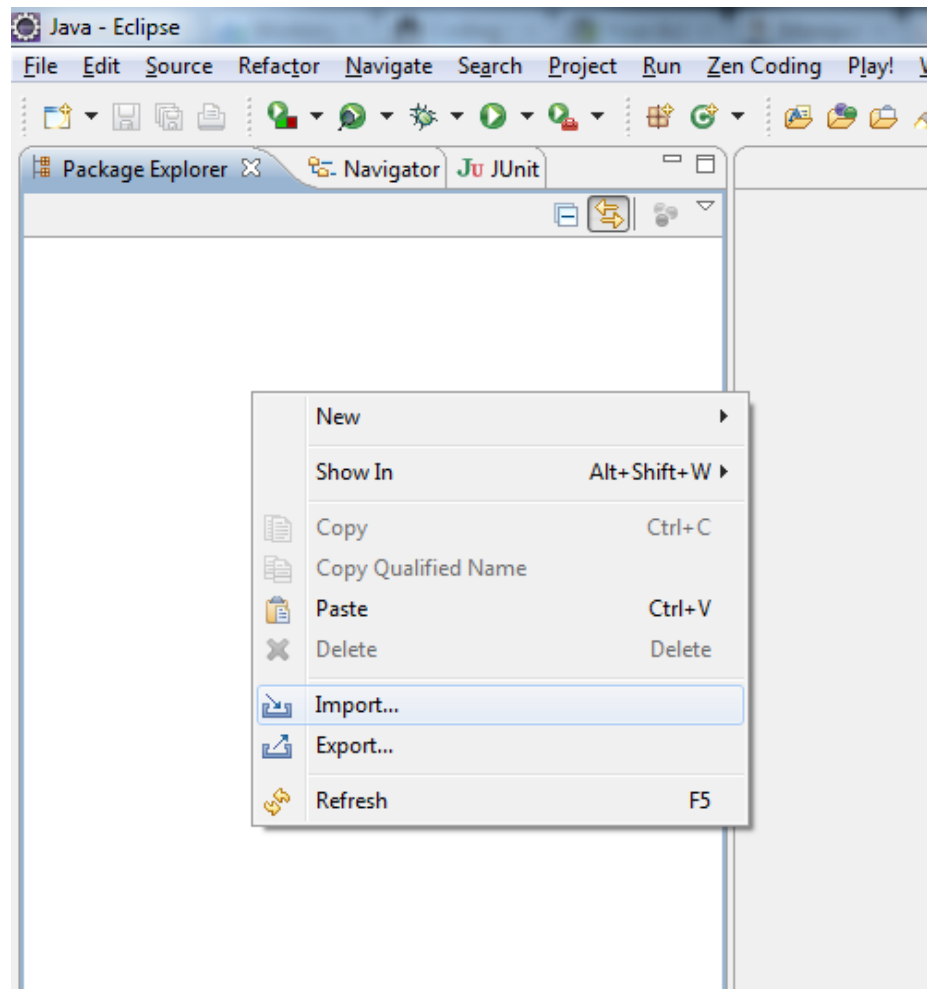 Java - Eclipse
File Edit Source Refactor Navigate Search Project Run Zen Coding Play!
Package Explorer Navigator Ju JUnit
New
Show In Alt+Shift+W
Copy Ctrl+C
Copy Qualified Name
Paste Ctrl+V
Delete Delete
Import...
Export...
Refresh F5